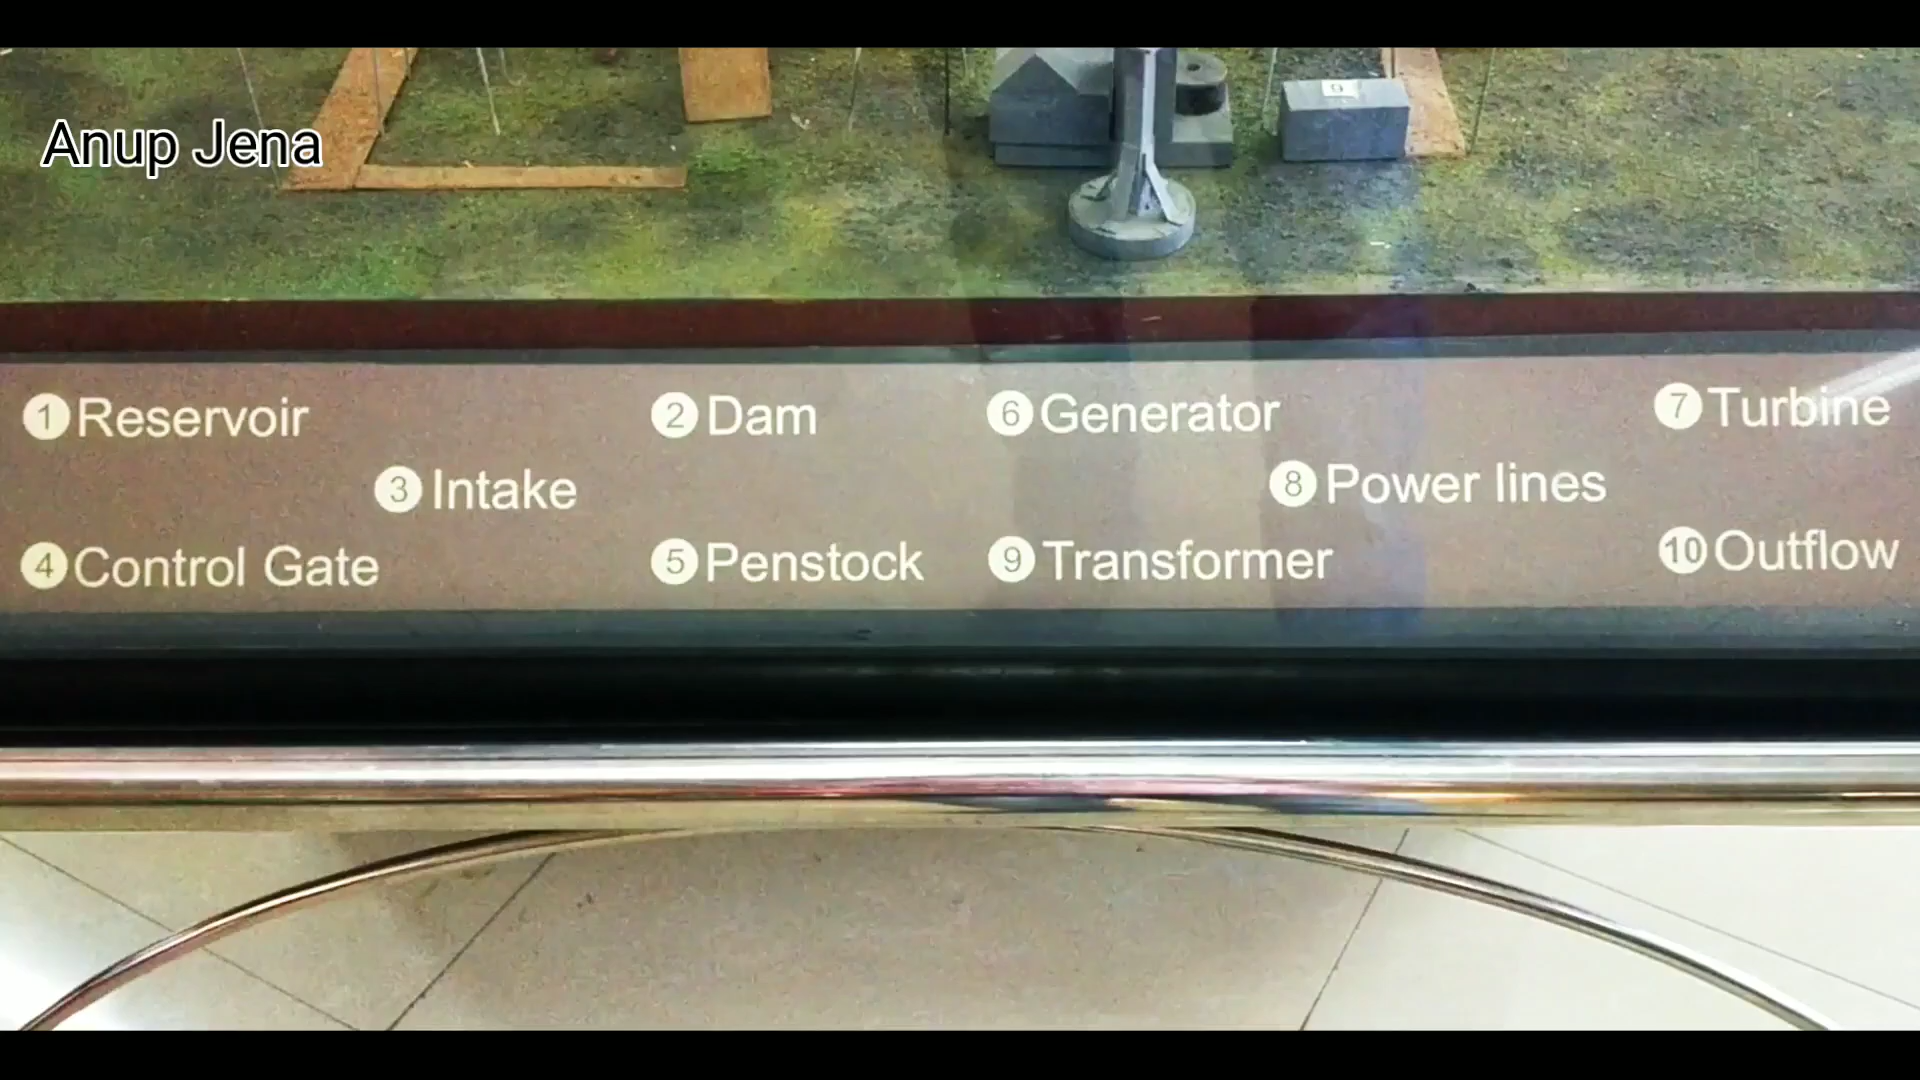 Anup Jena
9
1 Reservoir 2 Dam 6 Generator 7 Turbine
3 Intake 8 Power lines
4 Control Gate 5 Penstock 9 Transformer 10 Outflow